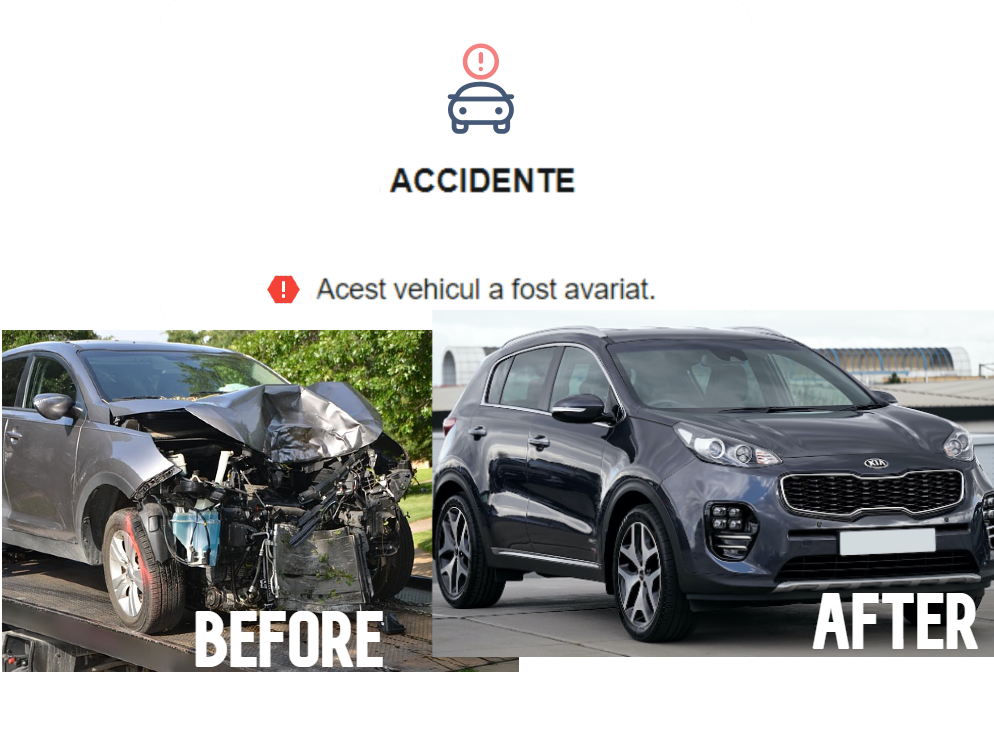 ACCIDENTE
Acest vehicul a fost avariat.
KIA
BEFORE
AFTER